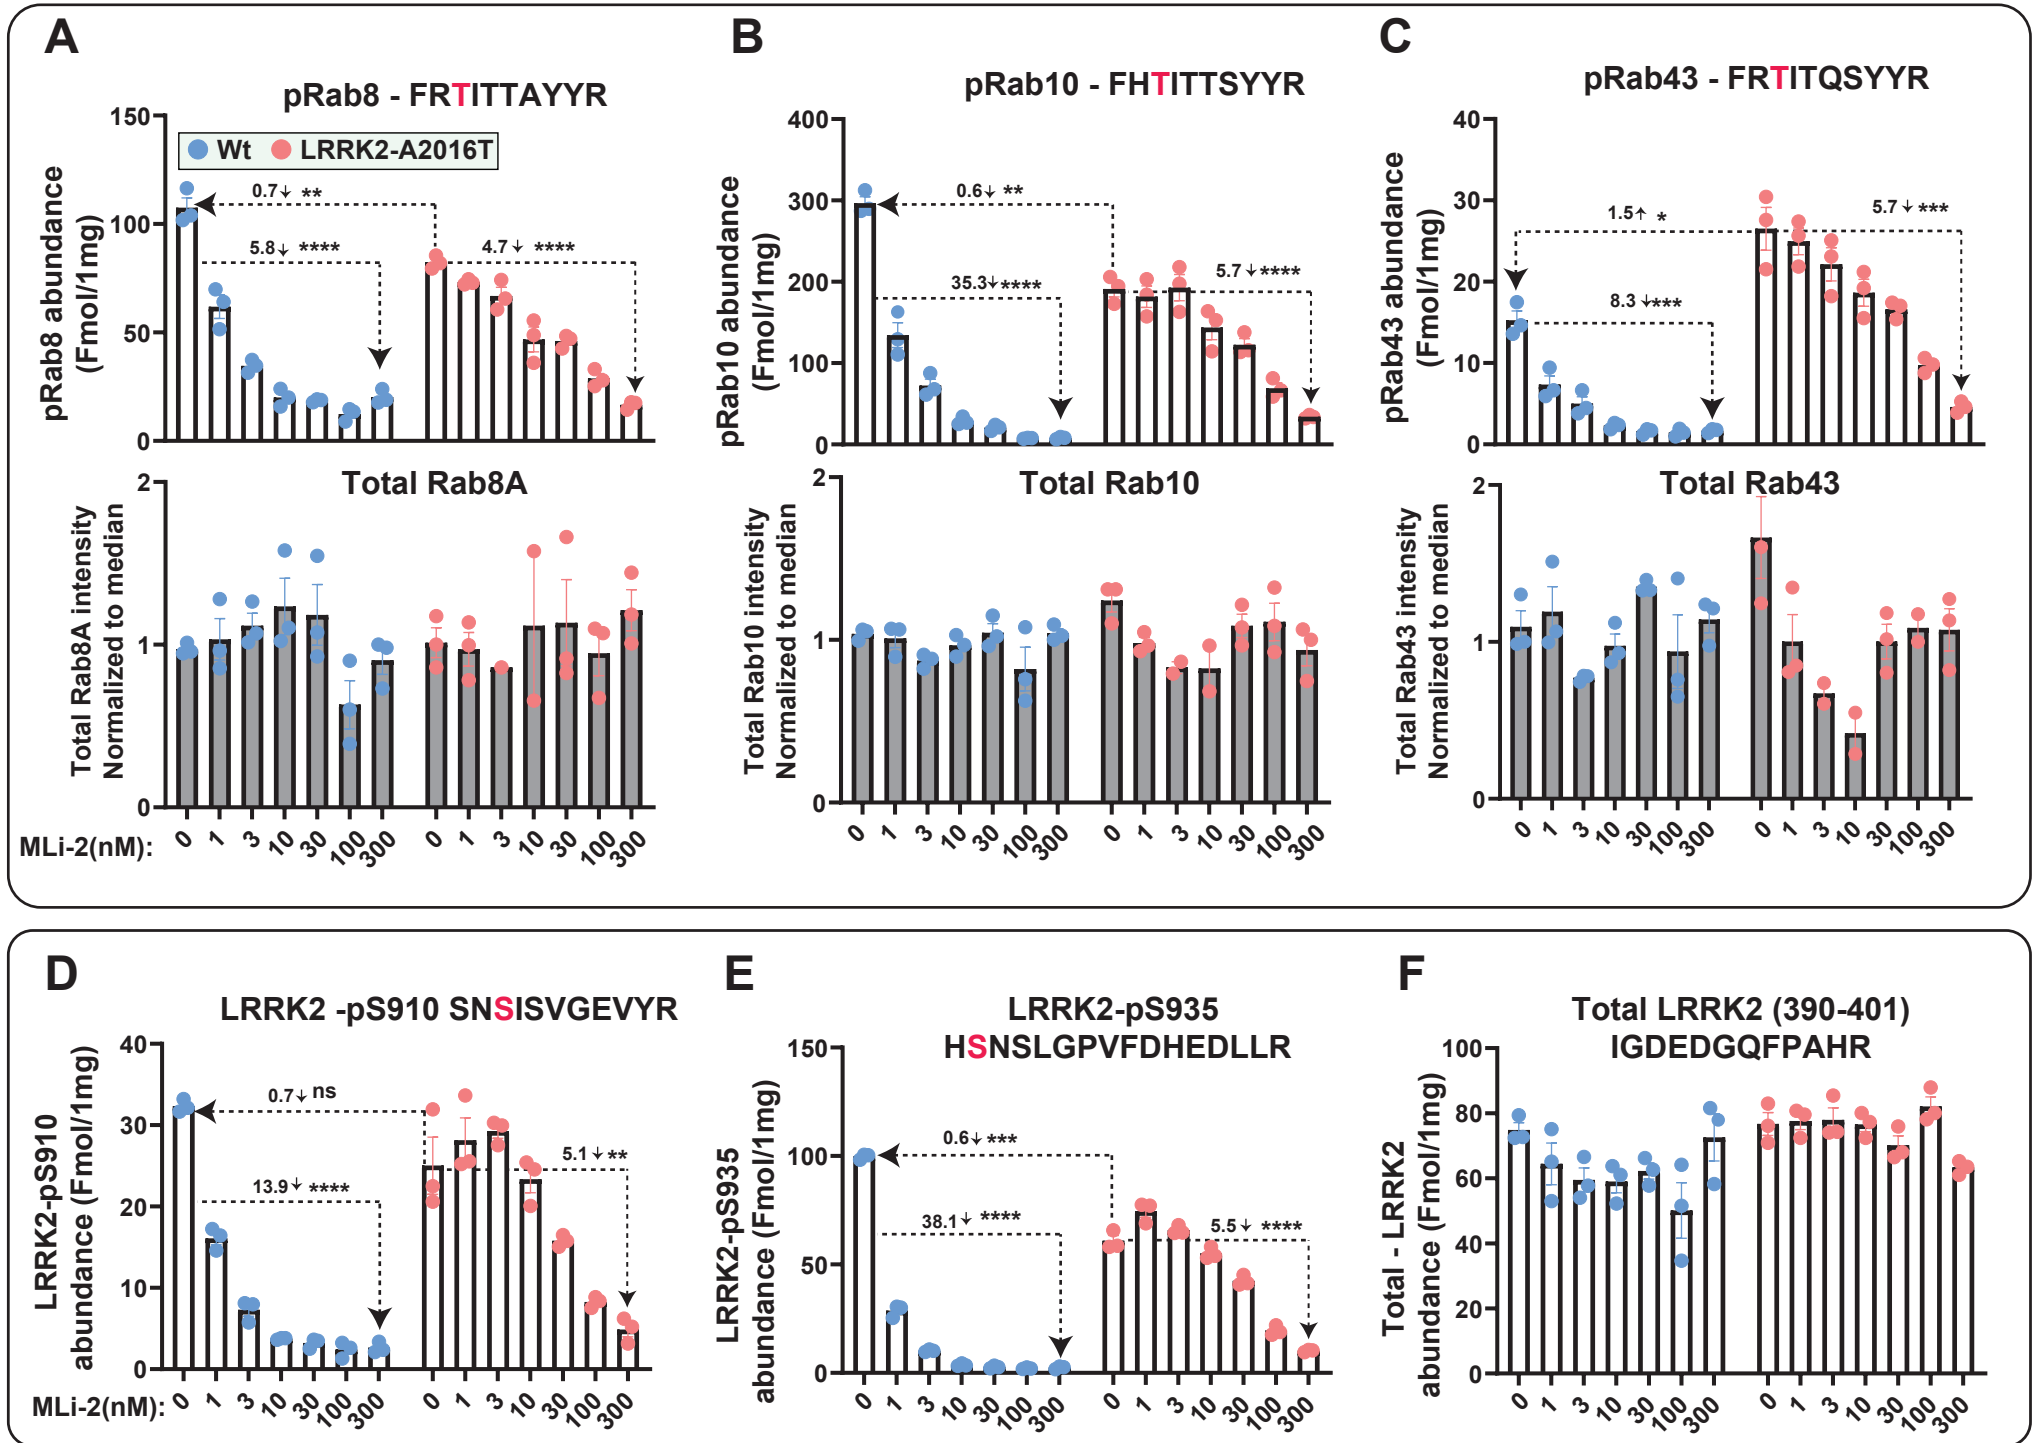 A
pRab8 - FRTITTAYYR
pRab8 abundance
(Fmol/1mg)
150
100
50
0
Wt
LRRK2-A2016T
0.7↓ **
5.8↓ ****
4.7↓ ****
Total Rab8A
Total Rab8A intensity
Normalized to median
2
1
0
MLi-2(nM):
0 1 3 10 30 100 300 0 1 3 10 30 100 300
B
pRab10 - FHTITTSYYR
pRab10 abundance
(Fmol/1mg)
400
300
200
100
0
0.6↓ **
35.3↓****
5.7↓****
Total Rab10
Total Rab10 intensity
Normalized to median
2
1
0
0 1 3 10 30 100 300 0 1 3 10 30 100 300
C
pRab43 - FRTITQSYYR
pRab43 abundance
(Fmol/1mg)
40
30
20
10
0
1.5↑ *
5.7↓ ***
8.3 ↓***
Total Rab43
Total Rab43 intensity
Normalized to median
2
1
0
0 1 3 10 30 100 300 0 1 3 10 30 100 300
D
LRRK2 -pS910 SNSISVGEVYR
LRRK2-pS910
abundance (Fmol/1mg)
40
30
20
10
0
0.7↓ ns
13.9↓ ****
5.1↓ **
MLi-2(nM):
0 1 3 10 30 100 300 0 1 3 10 30 100 300
E
LRRK2-pS935
HSNSLGPVFDHEDLLR
LRRK2-pS935
abundance (Fmol/1mg)
150
100
50
0
0.6↓ ***
38.1↓ ****
5.5↓ ****
0 1 3 10 30 100 300 0 1 3 10 30 100 300
F
Total LRRK2 (390-401)
IGDEDGQFPAHR
Total - LRRK2
abundance (Fmol/1mg)
100
80
60
40
20
0
0 1 3 10 30 100 300 0 1 3 10 30 100 300